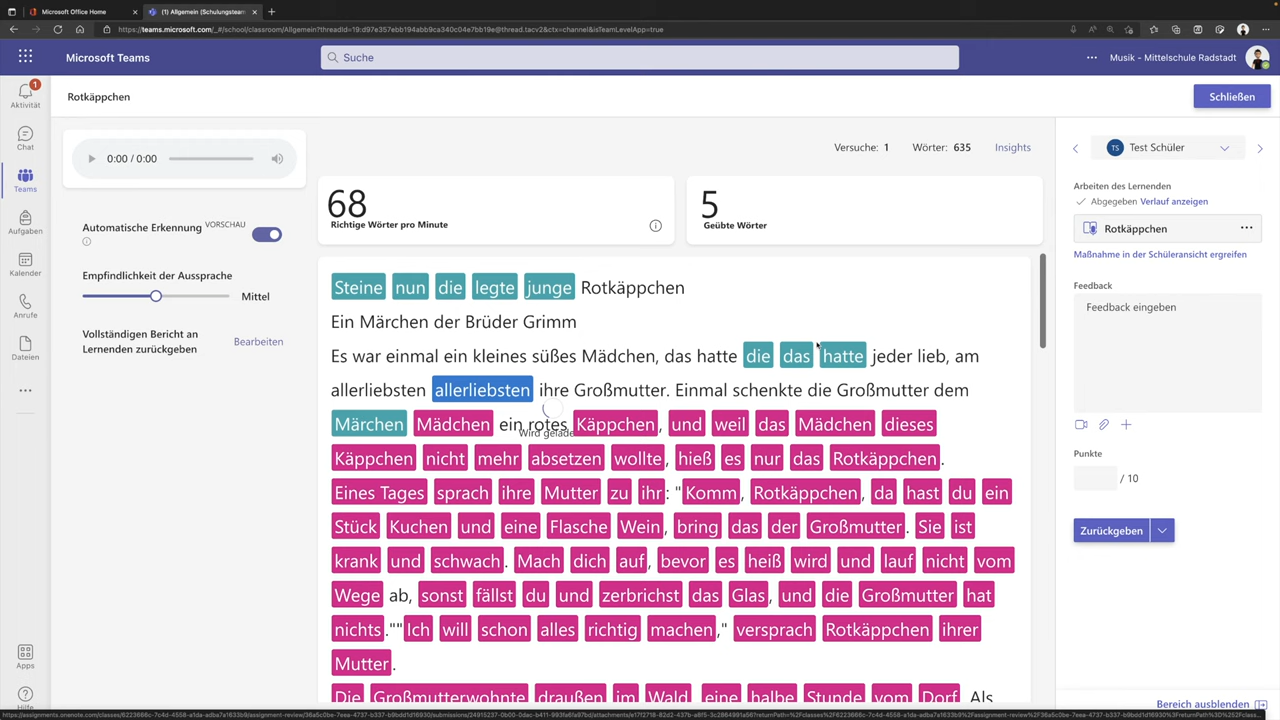 Microsoft Office Home
(1) Allgemein (Schulungsteam
https://teams.microsoft.com/_#/school/classroom/Allgemein?threadId=19:d97e357ebb194abb9ca340c04e7bb19e@thread.tacv2&ctx=channel&isTeamLevelApp=true
Microsoft Teams
Suche
Musik - Mittelschule Radstadt
1
Aktivität
Chat
Teams
Aufgaben
Kalender
Anrufe
Dateien
Apps
Hilfe
Rotkäppchen
Schließen
0:00 / 0:00
Automatische Erkennung VORSCHAU
Empfindlichkeit der Aussprache
Mittel
Vollständigen Bericht an
Lernenden zurückgeben
Bearbeiten
Versuche: 1 Wörter: 635 Insights
68
Richtige Wörter pro Minute
5
Geübte Wörter
Steine nun die legte junge Rotkäppchen
Ein Märchen der Brüder Grimm
Es war einmal ein kleines süßes Mädchen, das hatte die das hatte jeder lieb, am
allerliebsten allerliebsten ihre Großmutter. Einmal schenkte die Großmutter dem
Märchen Mädchen ein rotes Käppchen, und weil das Mädchen dieses
Wird gelade
Käppchen nicht mehr absetzen wollte, hieß es nur das Rotkäppchen.
Eines Tages sprach ihre Mutter zu ihr: "Komm, Rotkäppchen, da hast du ein
Stück Kuchen und eine Flasche Wein, bring das der Großmutter. Sie ist
krank und schwach. Mach dich auf, bevor es heiß wird und lauf nicht vom
Wege ab, sonst fällst du und zerbrichst das Glas, und die Großmutter hat
nichts.""Ich will schon alles richtig machen," versprach Rotkäppchen ihrer
Mutter.
Die Großmutterwohnte draußen im Wald, eine halbe Stunde vom Dorf. Als
TS Test Schüler
Arbeiten des Lernenden
Abgegeben Verlauf anzeigen
Rotkäppchen
Maßnahme in der Schüleransicht ergreifen
Feedback
Feedback eingeben
Punkte
/ 10
Zurückgeben
Bereich ausblenden